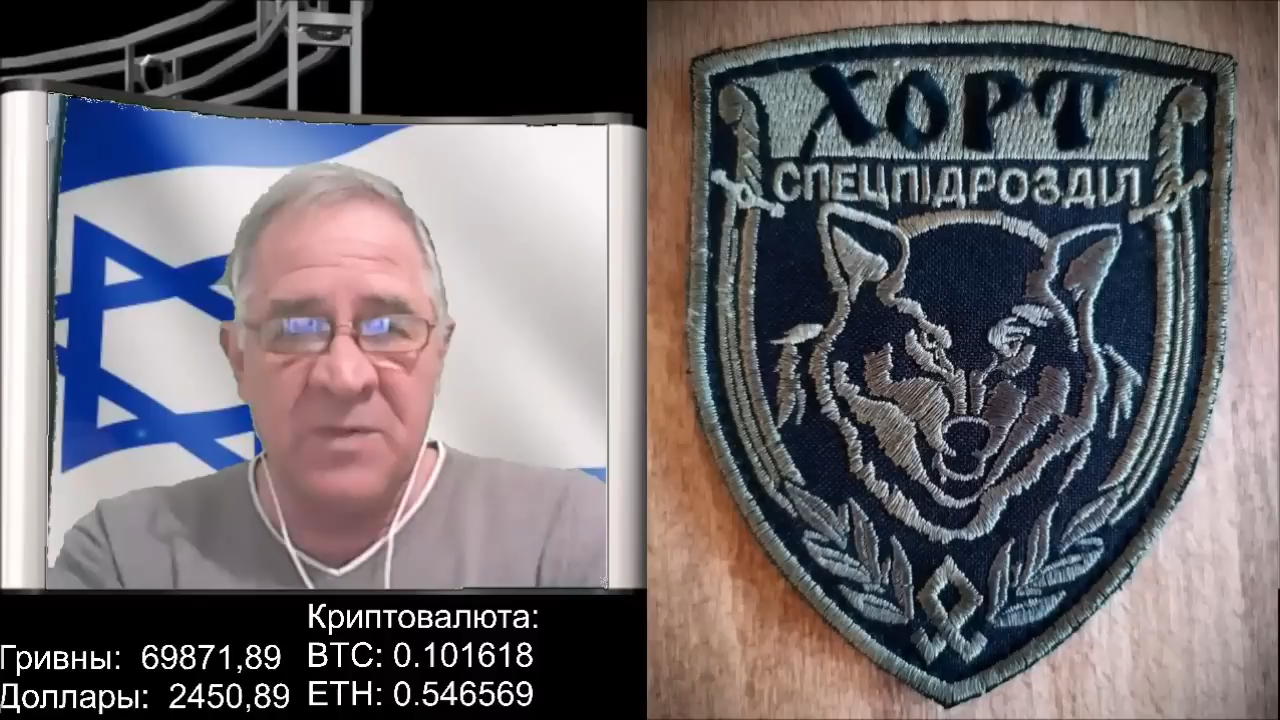 ХОРТ
СПЕЦПІДРОЗДІЛ
Криптовалюта:
Гривны: 69871,89
BTC: 0.101618
Доллары: 2450,89
ETH: 0.546569